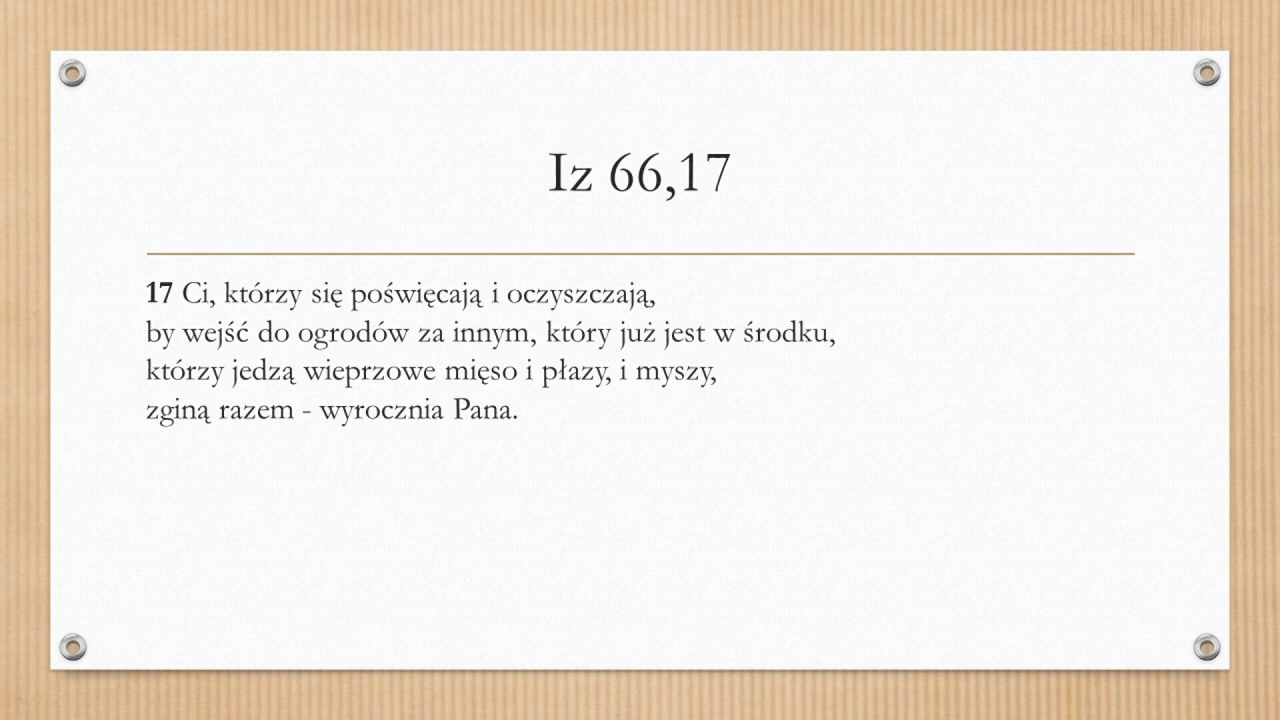 Iz 66,17
17 Ci, którzy się poświęcają i oczyszczają,
by wejść do ogrodów za innym, który już jest w środku,
którzy jedzą wieprzowe mięso i płazy, i myszy,
zginą razem - wyrocznia Pana.